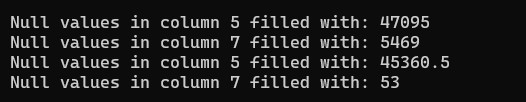 Null values in column 5 filled with: 47095
Null values in column 7 filled with: 5469
Null values in column 5 filled with: 45360.5
Null values in column 7 filled with: 53